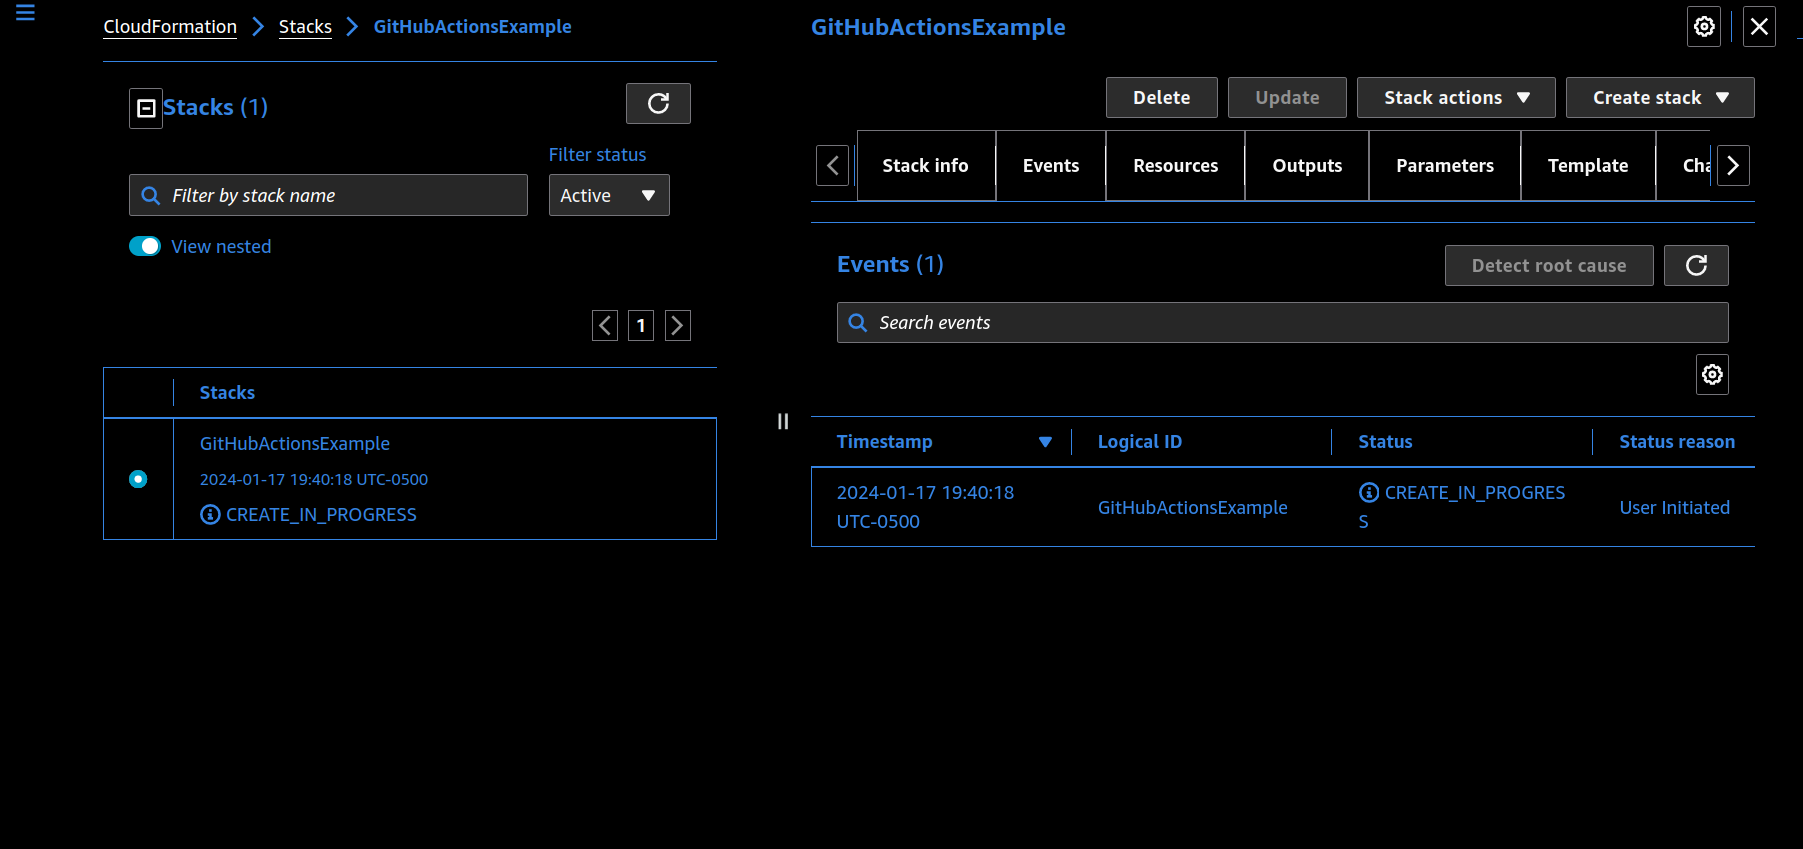 CloudFormation > Stacks > GitHubActionsExample
Stacks (1)
Filter status
Filter by stack name
Active
View nested
1
Stacks
GitHubActionsExample
2024-01-17 19:40:18 UTC-0500
CREATE_IN_PROGRESS
GitHubActionsExample
Delete Update Stack actions Create stack
Stack info Events Resources Outputs Parameters Template Cha
Events (1)
Detect root cause
Search events
Timestamp Logical ID Status Status reason
2024-01-17 19:40:18
UTC-0500
GitHubActionsExample
CREATE_IN_PROGRES
S
User Initiated